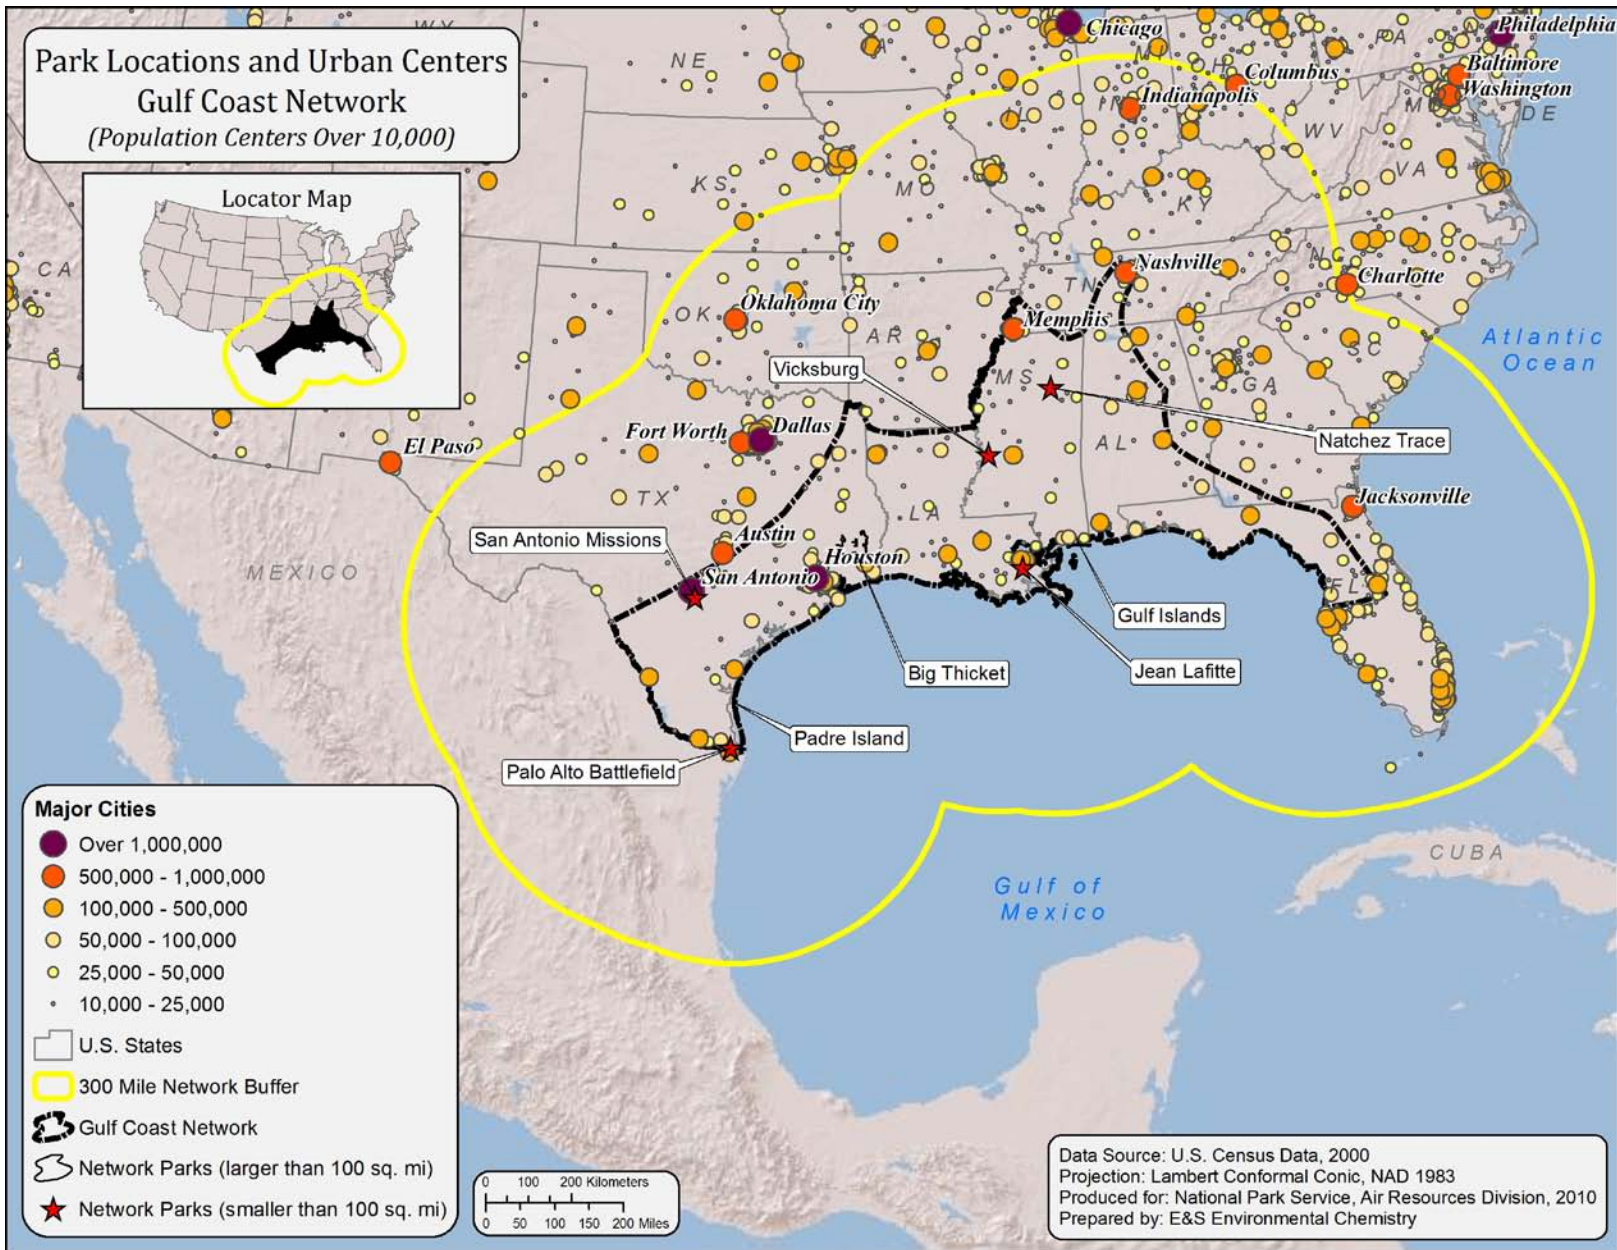 Park Locations and Urban Centers
Gulf Coast Network
(Population Centers Over 10,000)
Locator Map
WY
NE
IA
IL
IN
OH
PA
MD
DE
WV
VA
KS
MO
KY
CA
OK
AR
TN
NC
SC
MS
AL
GA
TX
LA
FL
MEXICO
CUBA
Chicago
Philadelphia
Columbus
Baltimore
Washington
Indianapolis
Nashville
Charlotte
Oklahoma City
Memphis
Atlantic
Ocean
Vicksburg
Fort Worth
Dallas
Natchez Trace
El Paso
Jacksonville
San Antonio Missions
Austin
Houston
San Antonio
Gulf Islands
Big Thicket
Jean Lafitte
Padre Island
Palo Alto Battlefield
Gulf of
Mexico
Major Cities
Over 1,000,000
500,000 - 1,000,000
100,000 - 500,000
50,000 - 100,000
25,000 - 50,000
10,000 - 25,000
U.S. States
300 Mile Network Buffer
Gulf Coast Network
Network Parks (larger than 100 sq. mi)
Network Parks (smaller than 100 sq. mi)
0 100 200 Kilometers
0 50 100 150 200 Miles
Data Source: U.S. Census Data, 2000
Projection: Lambert Conformal Conic, NAD 1983
Produced for: National Park Service, Air Resources Division, 2010
Prepared by: E&S Environmental Chemistry